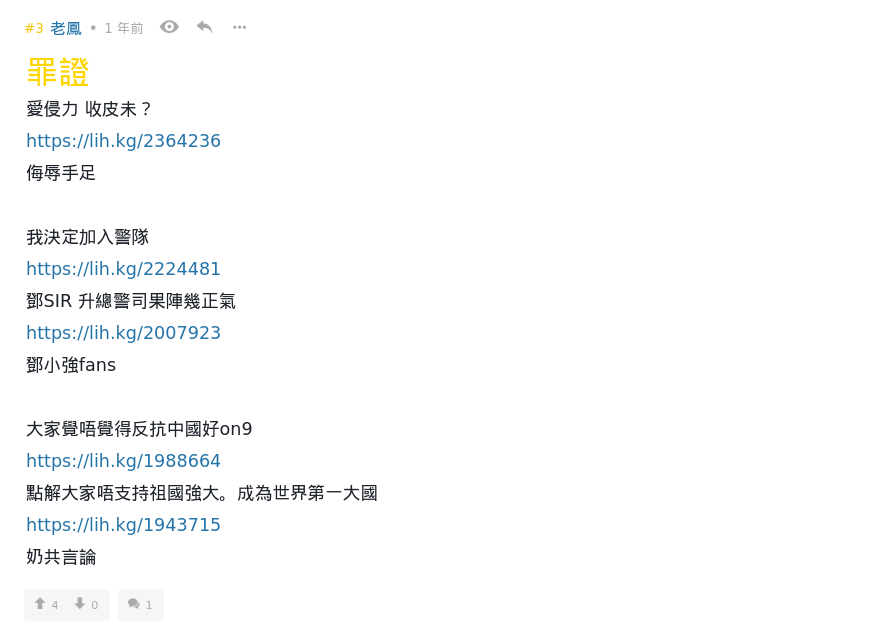 #3 老鳳 • 1 年前
罪證
愛侵力 收皮未？
https://lih.kg/2364236
侮辱手足
我決定加入警隊
https://lih.kg/2224481
鄧SIR 升總警司果陣幾正氣
https://lih.kg/2007923
鄧小強fans
大家覺唔覺得反抗中國好on9
https://lih.kg/1988664
點解大家唔支持祖國強大。成為世界第一大國
https://lih.kg/1943715
奶共言論
4 0 1